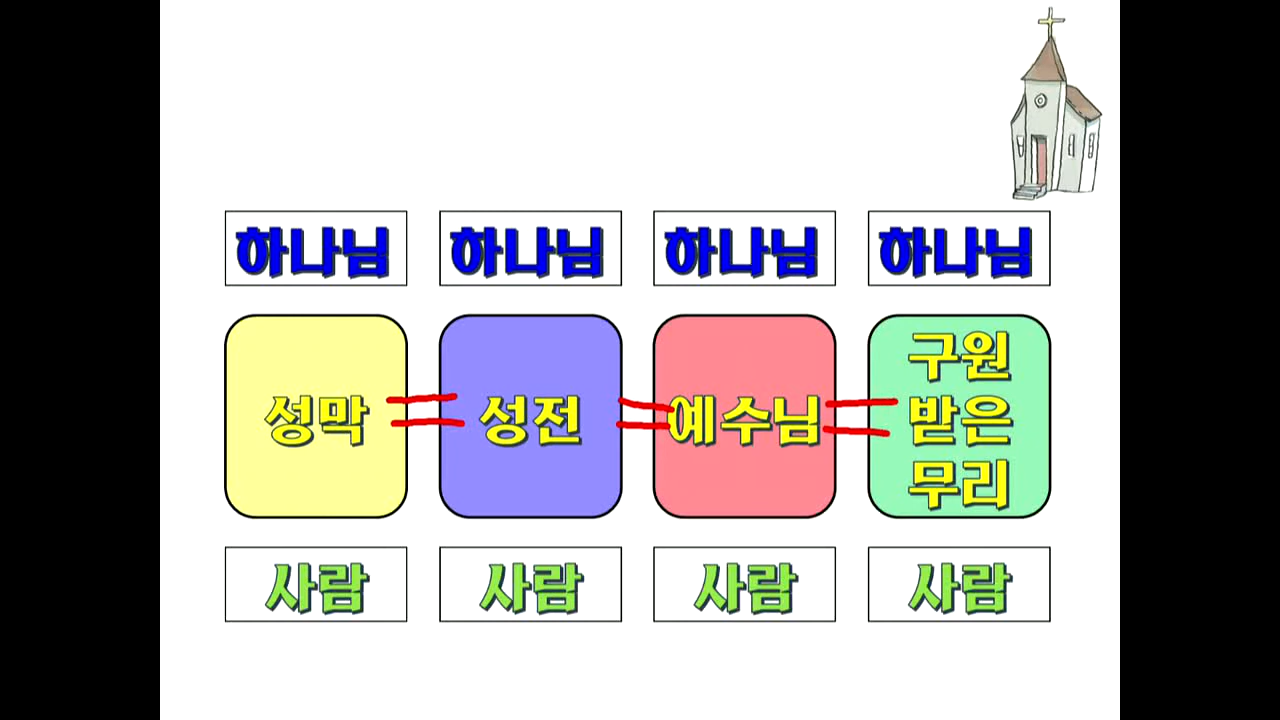 하나님 하나님 하나님 하나님
성막 성전 예수님 구원 받은 무리
사람 사람 사람 사람